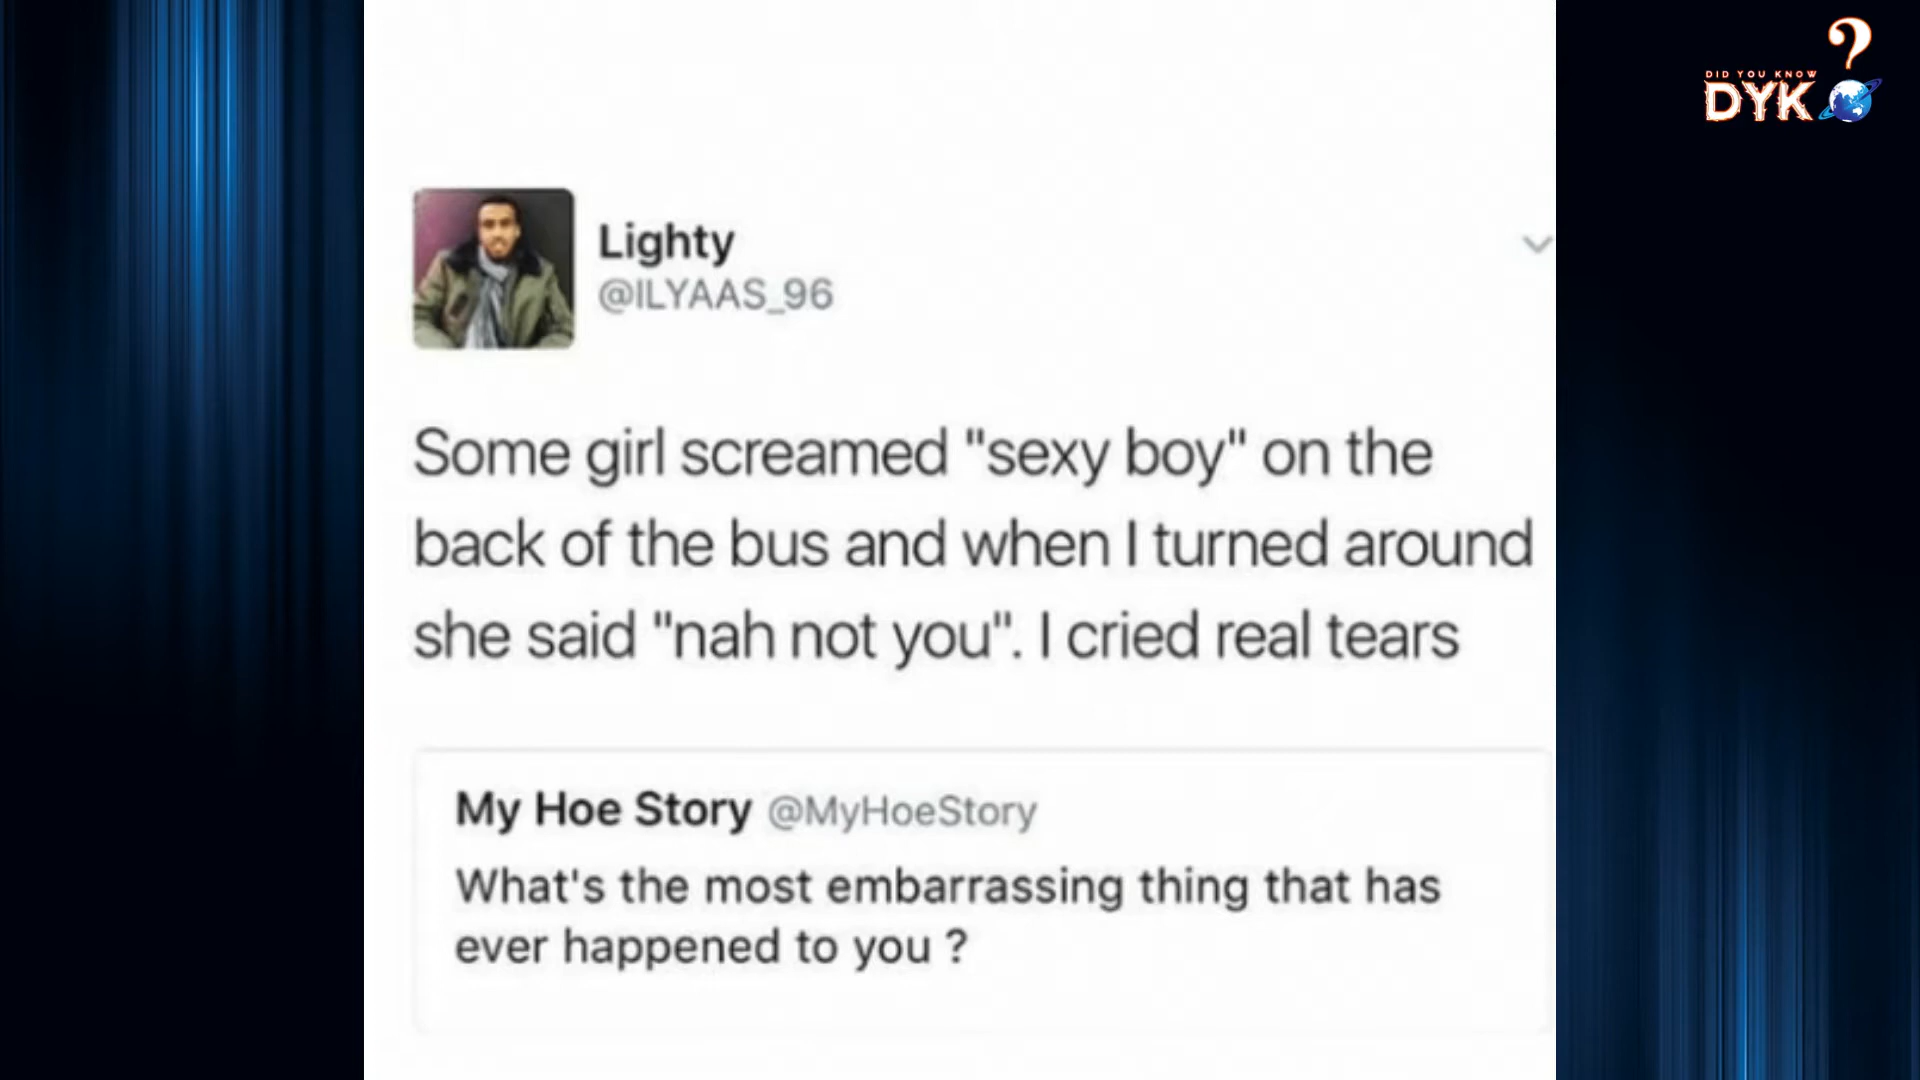 ?
DID YOU KNOW
DYK
Lighty
@ILYAAS_96
Some girl screamed "sexy boy" on the
back of the bus and when I turned around
she said "nah not you". I cried real tears
My Hoe Story @MyHoeStory
What's the most embarrassing thing that has
ever happened to you ?